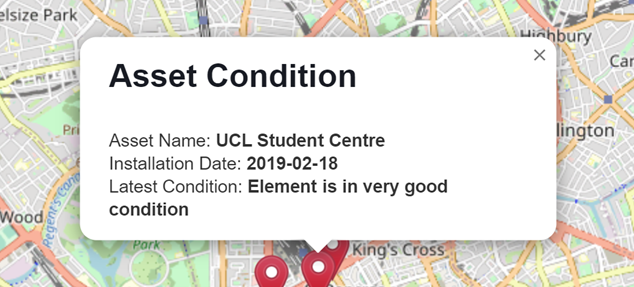 elsize Park
Highbury
×
Asset Condition
Car
Pri
lington
Asset Name: UCL Student Centre
Installation Date: 2019-02-18
Latest Condition: Element is in very good
condition
Wood
Regent's Can
Park
King's Cross